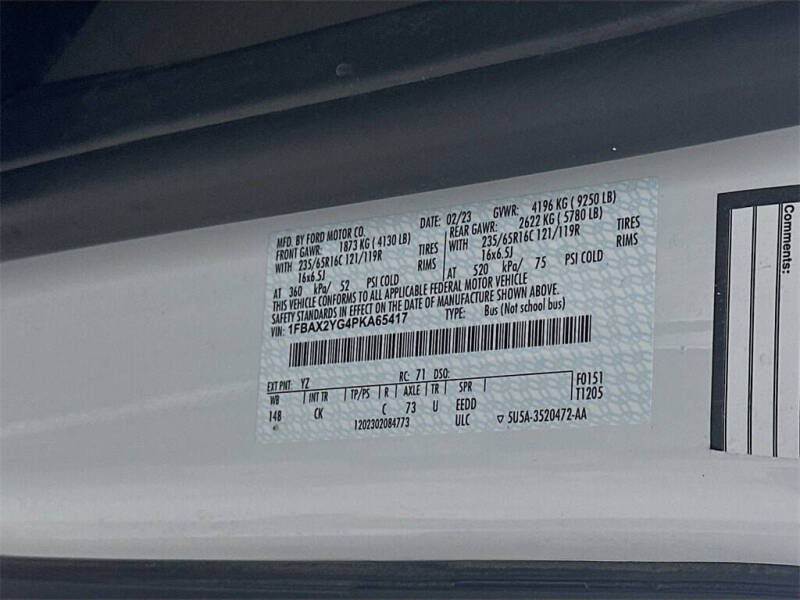 MFD. BY FORD MOTOR CO.
DATE: 02/23 GVWR: 4196 KG ( 9250 LB)
FRONT GAWR: 1873 KG ( 4130 LB)
REAR GAWR: 2622 KG ( 5780 LB)
WITH 235/65R16C 121/119R TIRES
WITH 235/65R16C 121/119R TIRES
16x6.5J RIMS
16x6.5J RIMS
AT 360 kPa/ 52 PSI COLD
AT 520 kPa/ 75 PSI COLD
THIS VEHICLE CONFORMS TO ALL APPLICABLE FEDERAL MOTOR VEHICLE
SAFETY STANDARDS IN EFFECT ON THE DATE OF MANUFACTURE SHOWN ABOVE.
VIN: 1FBAX2YG4PKA65417 TYPE: Bus (Not school bus)
EXT PNT: YZ RC: 71 DSO:
WB INT TR TP/PS R AXLE TR SPR
F0151
T1205
148 CK C 73 U EEDD
1202302084773 ULC ▽ 5U5A-3520472-AA
Comments: